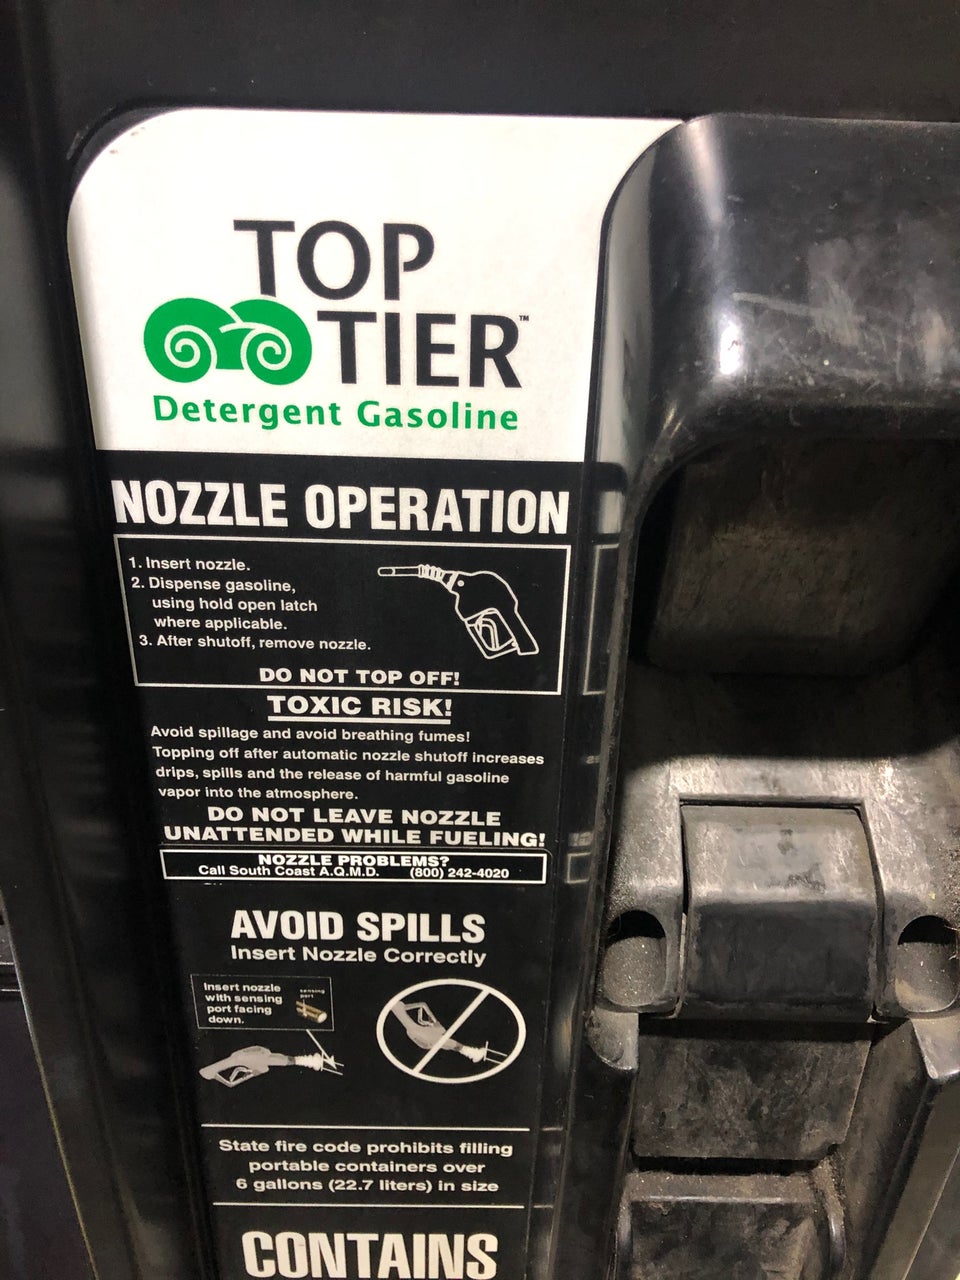 TOP
TIER™
Detergent Gasoline
NOZZLE OPERATION
1. Insert nozzle.
2. Dispense gasoline,
using hold open latch
where applicable.
3. After shutoff, remove nozzle.
DO NOT TOP OFF!
TOXIC RISK!
Avoid spillage and avoid breathing fumes!
Topping off after automatic nozzle shutoff increases
drips, spills and the release of harmful gasoline
vapor into the atmosphere.
DO NOT LEAVE NOZZLE
UNATTENDED WHILE FUELING!
NOZZLE PROBLEMS?
Call South Coast A.Q.M.D. (800) 242-4020
AVOID SPILLS
Insert Nozzle Correctly
Insert nozzle
with sensing
port facing
down.
sensing
port
State fire code prohibits filling
portable containers over
6 gallons (22.7 liters) in size
CONTAINS